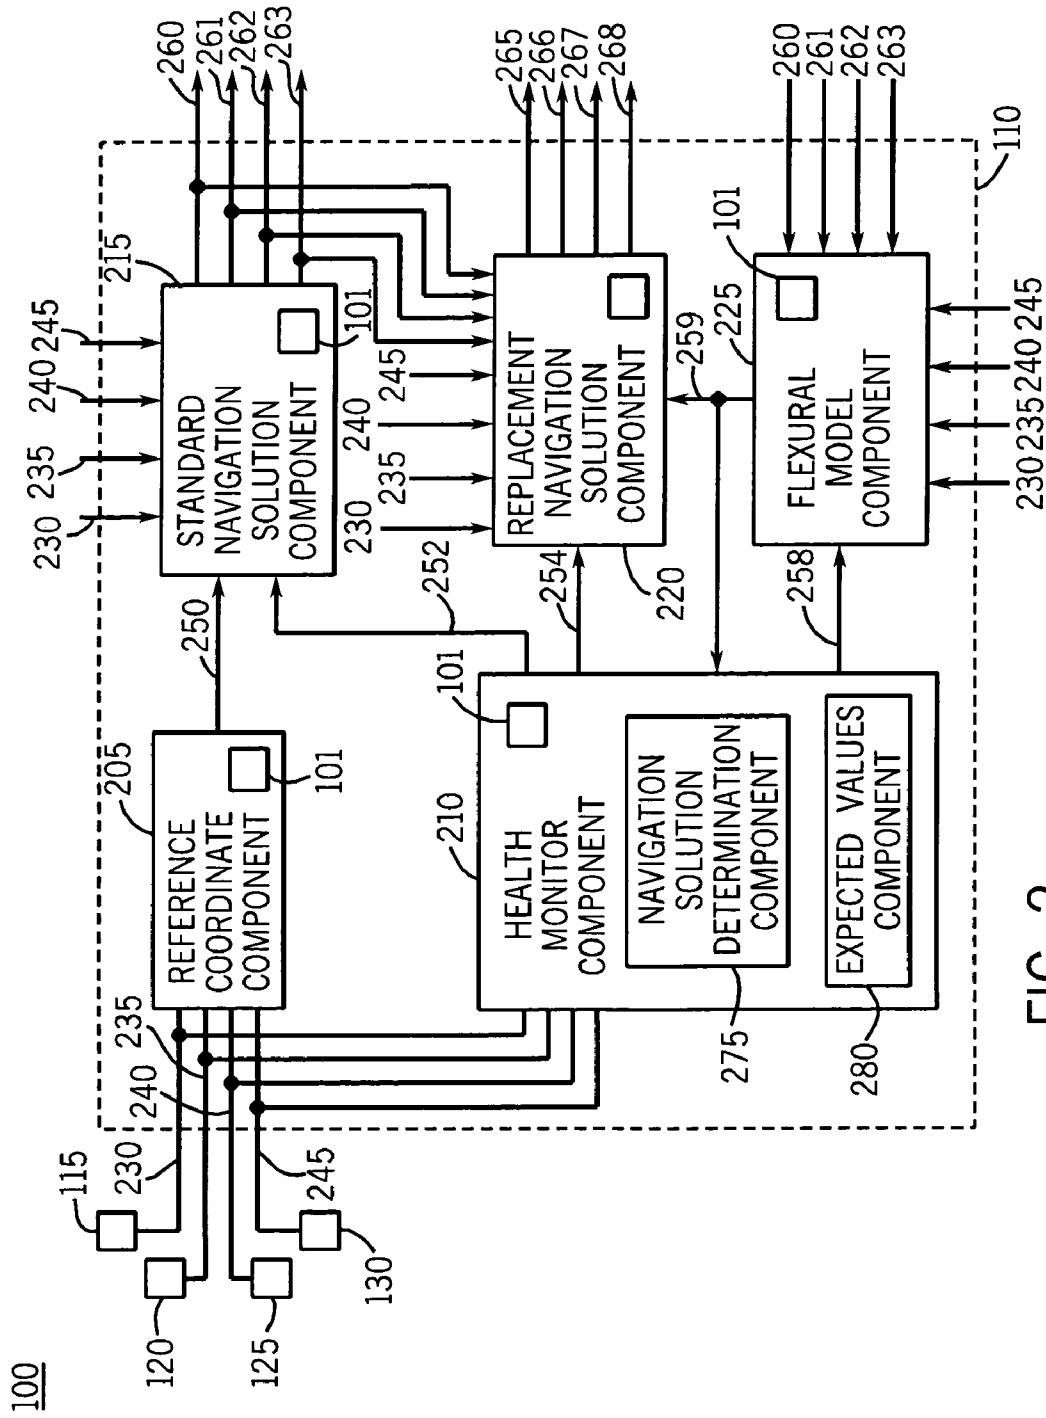 100
115
120
125
130
230
235
240
245
205
REFERENCE
COORDINATE
COMPONENT
101
250
230
235
240
245
215
STANDARD
NAVIGATION
SOLUTION
COMPONENT
101
260
261
262
263
210
HEALTH
MONITOR
COMPONENT
101
NAVIGATION
SOLUTION
DETERMINATION
COMPONENT
275
EXPECTED VALUES
COMPONENT
280
252
254
258
259
230
235
240
245
REPLACEMENT
NAVIGATION
SOLUTION
COMPONENT
220
265
266
267
268
225
FLEXURAL
MODEL
COMPONENT
101
260
261
262
263
230
235
240
245
110